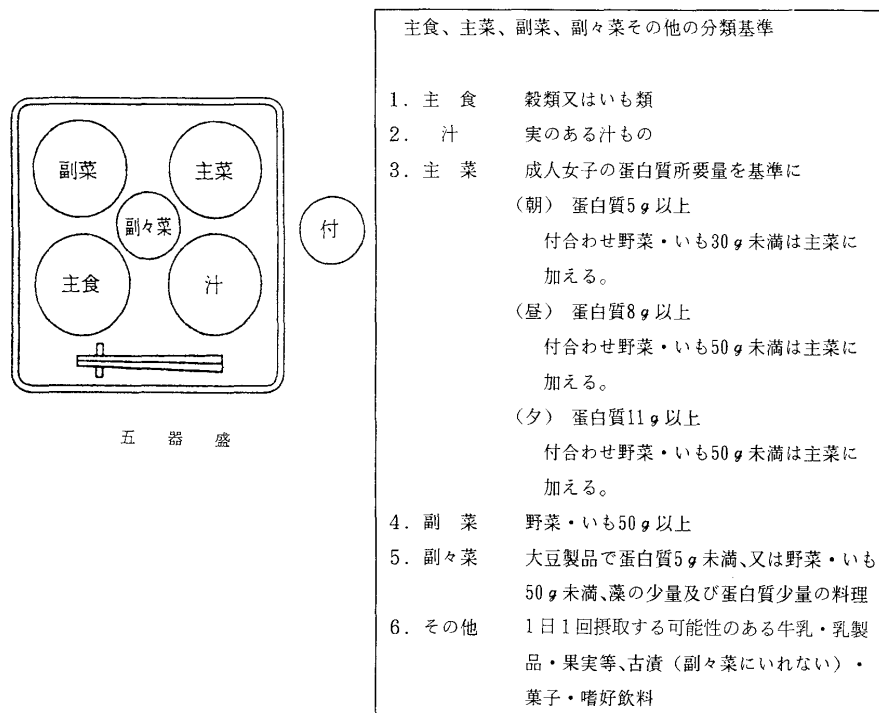 副菜
主菜
副々菜
付
主食
汁
五器盛
主食、主菜、副菜、副々菜その他の分類基準
1. 主食 穀類又はいも類
2. 汁 実のある汁もの
3. 主菜 成人女子の蛋白質所要量を基準に
(朝) 蛋白質5g以上
付合わせ野菜・いも30g未満は主菜に
加える。
(昼) 蛋白質8g以上
付合わせ野菜・いも50g未満は主菜に
加える。
(夕) 蛋白質11g以上
付合わせ野菜・いも50g未満は主菜に
加える。
4. 副菜 野菜・いも50g以上
5. 副々菜 大豆製品で蛋白質5g未満、又は野菜・いも
50g未満、藻の少量及び蛋白質少量の料理
6. その他 1日1回摂取する可能性のある牛乳・乳製
品・果実等、古漬(副々菜にいれない)・
菓子・嗜好飲料